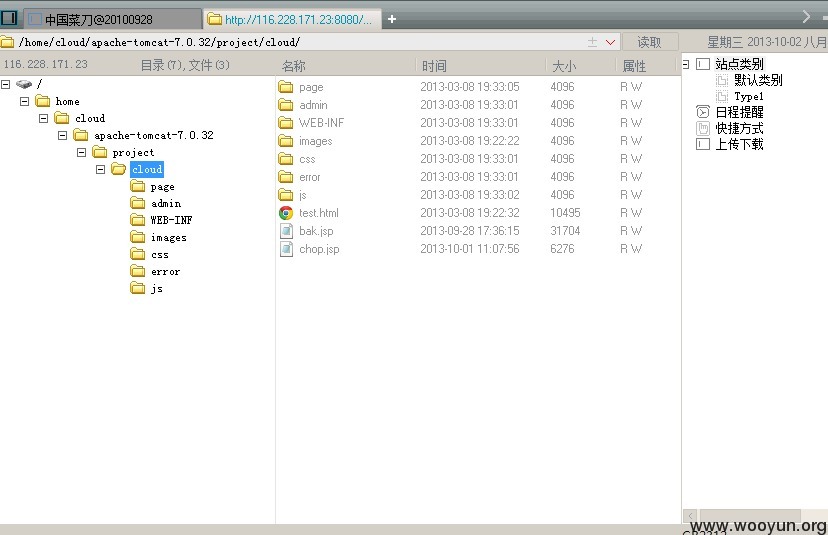 中国菜刀@20100928 http://116.228.171.23:8080/...
/home/cloud/apache-tomcat-7.0.32/project/cloud/ 读取 星期三 2013-10-02 八月
116.228.171.23 目录(7),文件(3) 名称 时间 大小 属性
/
home
cloud
apache-tomcat-7.0.32
project
cloud
page
admin
WEB-INF
images
css
error
js
page 2013-03-08 19:33:05 4096 R W
admin 2013-03-08 19:33:01 4096 R W
WEB-INF 2013-03-08 19:33:01 4096 R W
images 2013-03-08 19:22:22 4096 R W
css 2013-03-08 19:33:01 4096 R W
error 2013-03-08 19:33:01 4096 R W
js 2013-03-08 19:33:02 4096 R W
test.html 2013-03-08 19:22:32 10495 R W
bak.jsp 2013-09-28 17:36:15 31704 R W
chop.jsp 2013-10-01 11:07:56 6276 R W
站点类别
默认类别
Type1
日程提醒
快捷方式
上传下载
www.wooyun.org